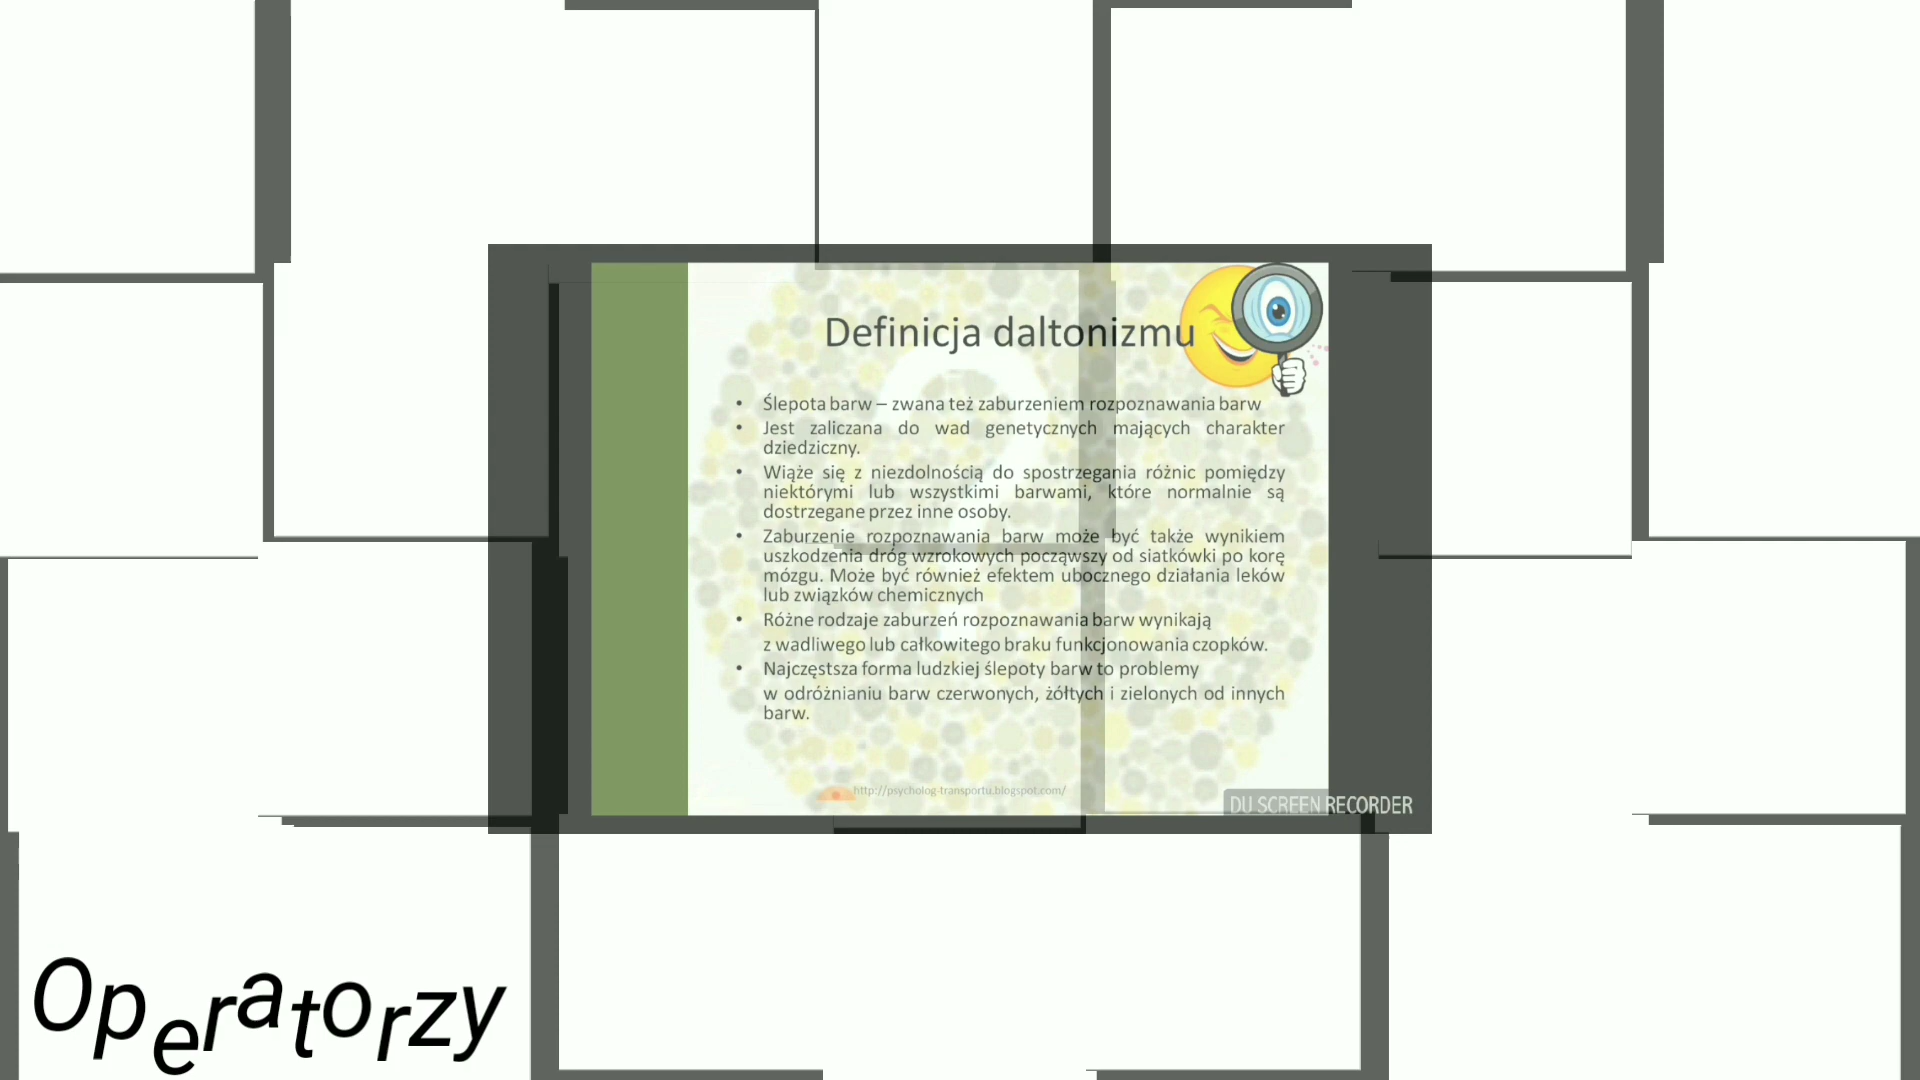 Definicja daltonizmu
• Ślepota barw – zwana też zaburzeniem rozpoznawania barw
• Jest zaliczana do wad genetycznych mających charakter
dziedziczny.
• Wiąże się z niezdolnością do spostrzegania różnic pomiędzy
niektórymi lub wszystkimi barwami, które normalnie są
dostrzegane przez inne osoby.
• Zaburzenie rozpoznawania barw może być także wynikiem
uszkodzenia dróg wzrokowych począwszy od siatkówki po korę
mózgu. Może być również efektem ubocznego działania leków
lub związków chemicznych
• Różne rodzaje zaburzeń rozpoznawania barw wynikają
z wadliwego lub całkowitego braku funkcjonowania czopków.
• Najczęstsza forma ludzkiej ślepoty barw to problemy
w odróżnianiu barw czerwonych, żółtych i zielonych od innych
barw.
http://psycholog-transportu.blogspot.com/
DU SCREEN RECORDER
Operatorzy